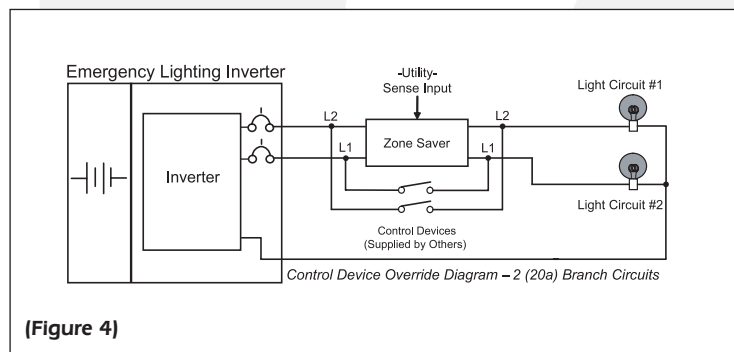 Emergency Lighting Inverter
-Utility-
Sense Input
Light Circuit #1
L2
L2
L1
Zone Saver
L1
Inverter
Light Circuit #2
Control Devices
(Supplied by Others)
Control Device Override Diagram – 2 (20a) Branch Circuits
(Figure 4)